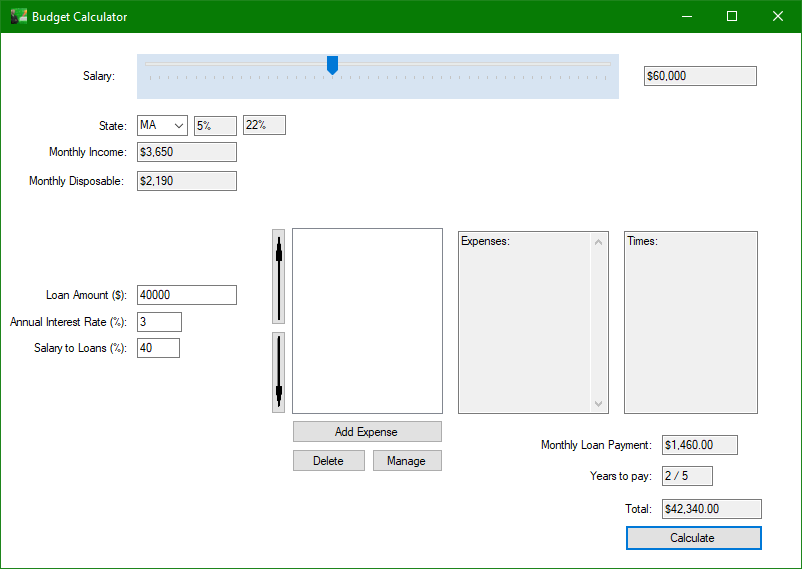 Budget Calculator
Salary: $60,000
State: MA 5% 22%
Monthly Income: $3,650
Monthly Disposable: $2,190
Expenses: Times:
Loan Amount ($): 40000
Annual Interest Rate (%): 3
Salary to Loans (%): 40
Add Expense
Delete Manage
Monthly Loan Payment: $1,460.00
Years to pay: 2 / 5
Total: $42,340.00
Calculate